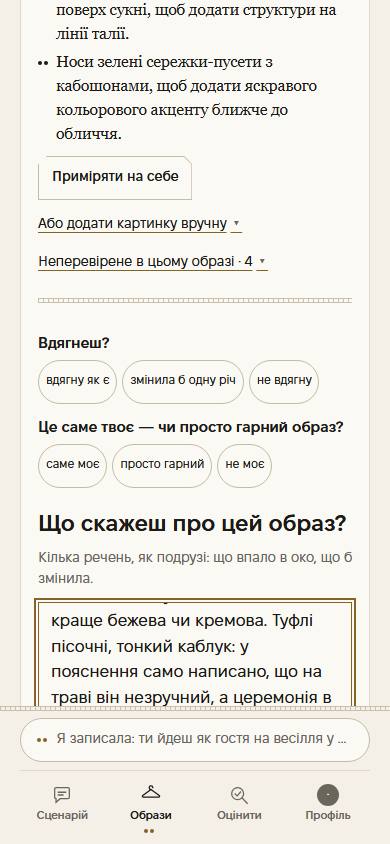 поверх сукні, щоб додати структури на
лінії талії.
Носи зелені сережки-пусети з
кабошонами, щоб додати яскравого
кольорового акценту ближче до
обличчя.
Приміряти на себе
Або додати картинку вручну
Неперевірене в цьому образі · 4
Вдягнеш?
вдягну як є
змінила б одну річ
не вдягну
Це саме твоє — чи просто гарний образ?
саме моє
просто гарний
не моє
Що скажеш про цей образ?
Кілька речень, як подрузі: що впало в око, що б
змінила.
краще бежева чи кремова. Туфлі
пісочні, тонкий каблук: у
пояснення само написано, що на
траві він незручний, а церемонія в
Я записала: ти йдеш як гостя на весілля у ...
Сценарій
Образи
Оцінити
Профіль